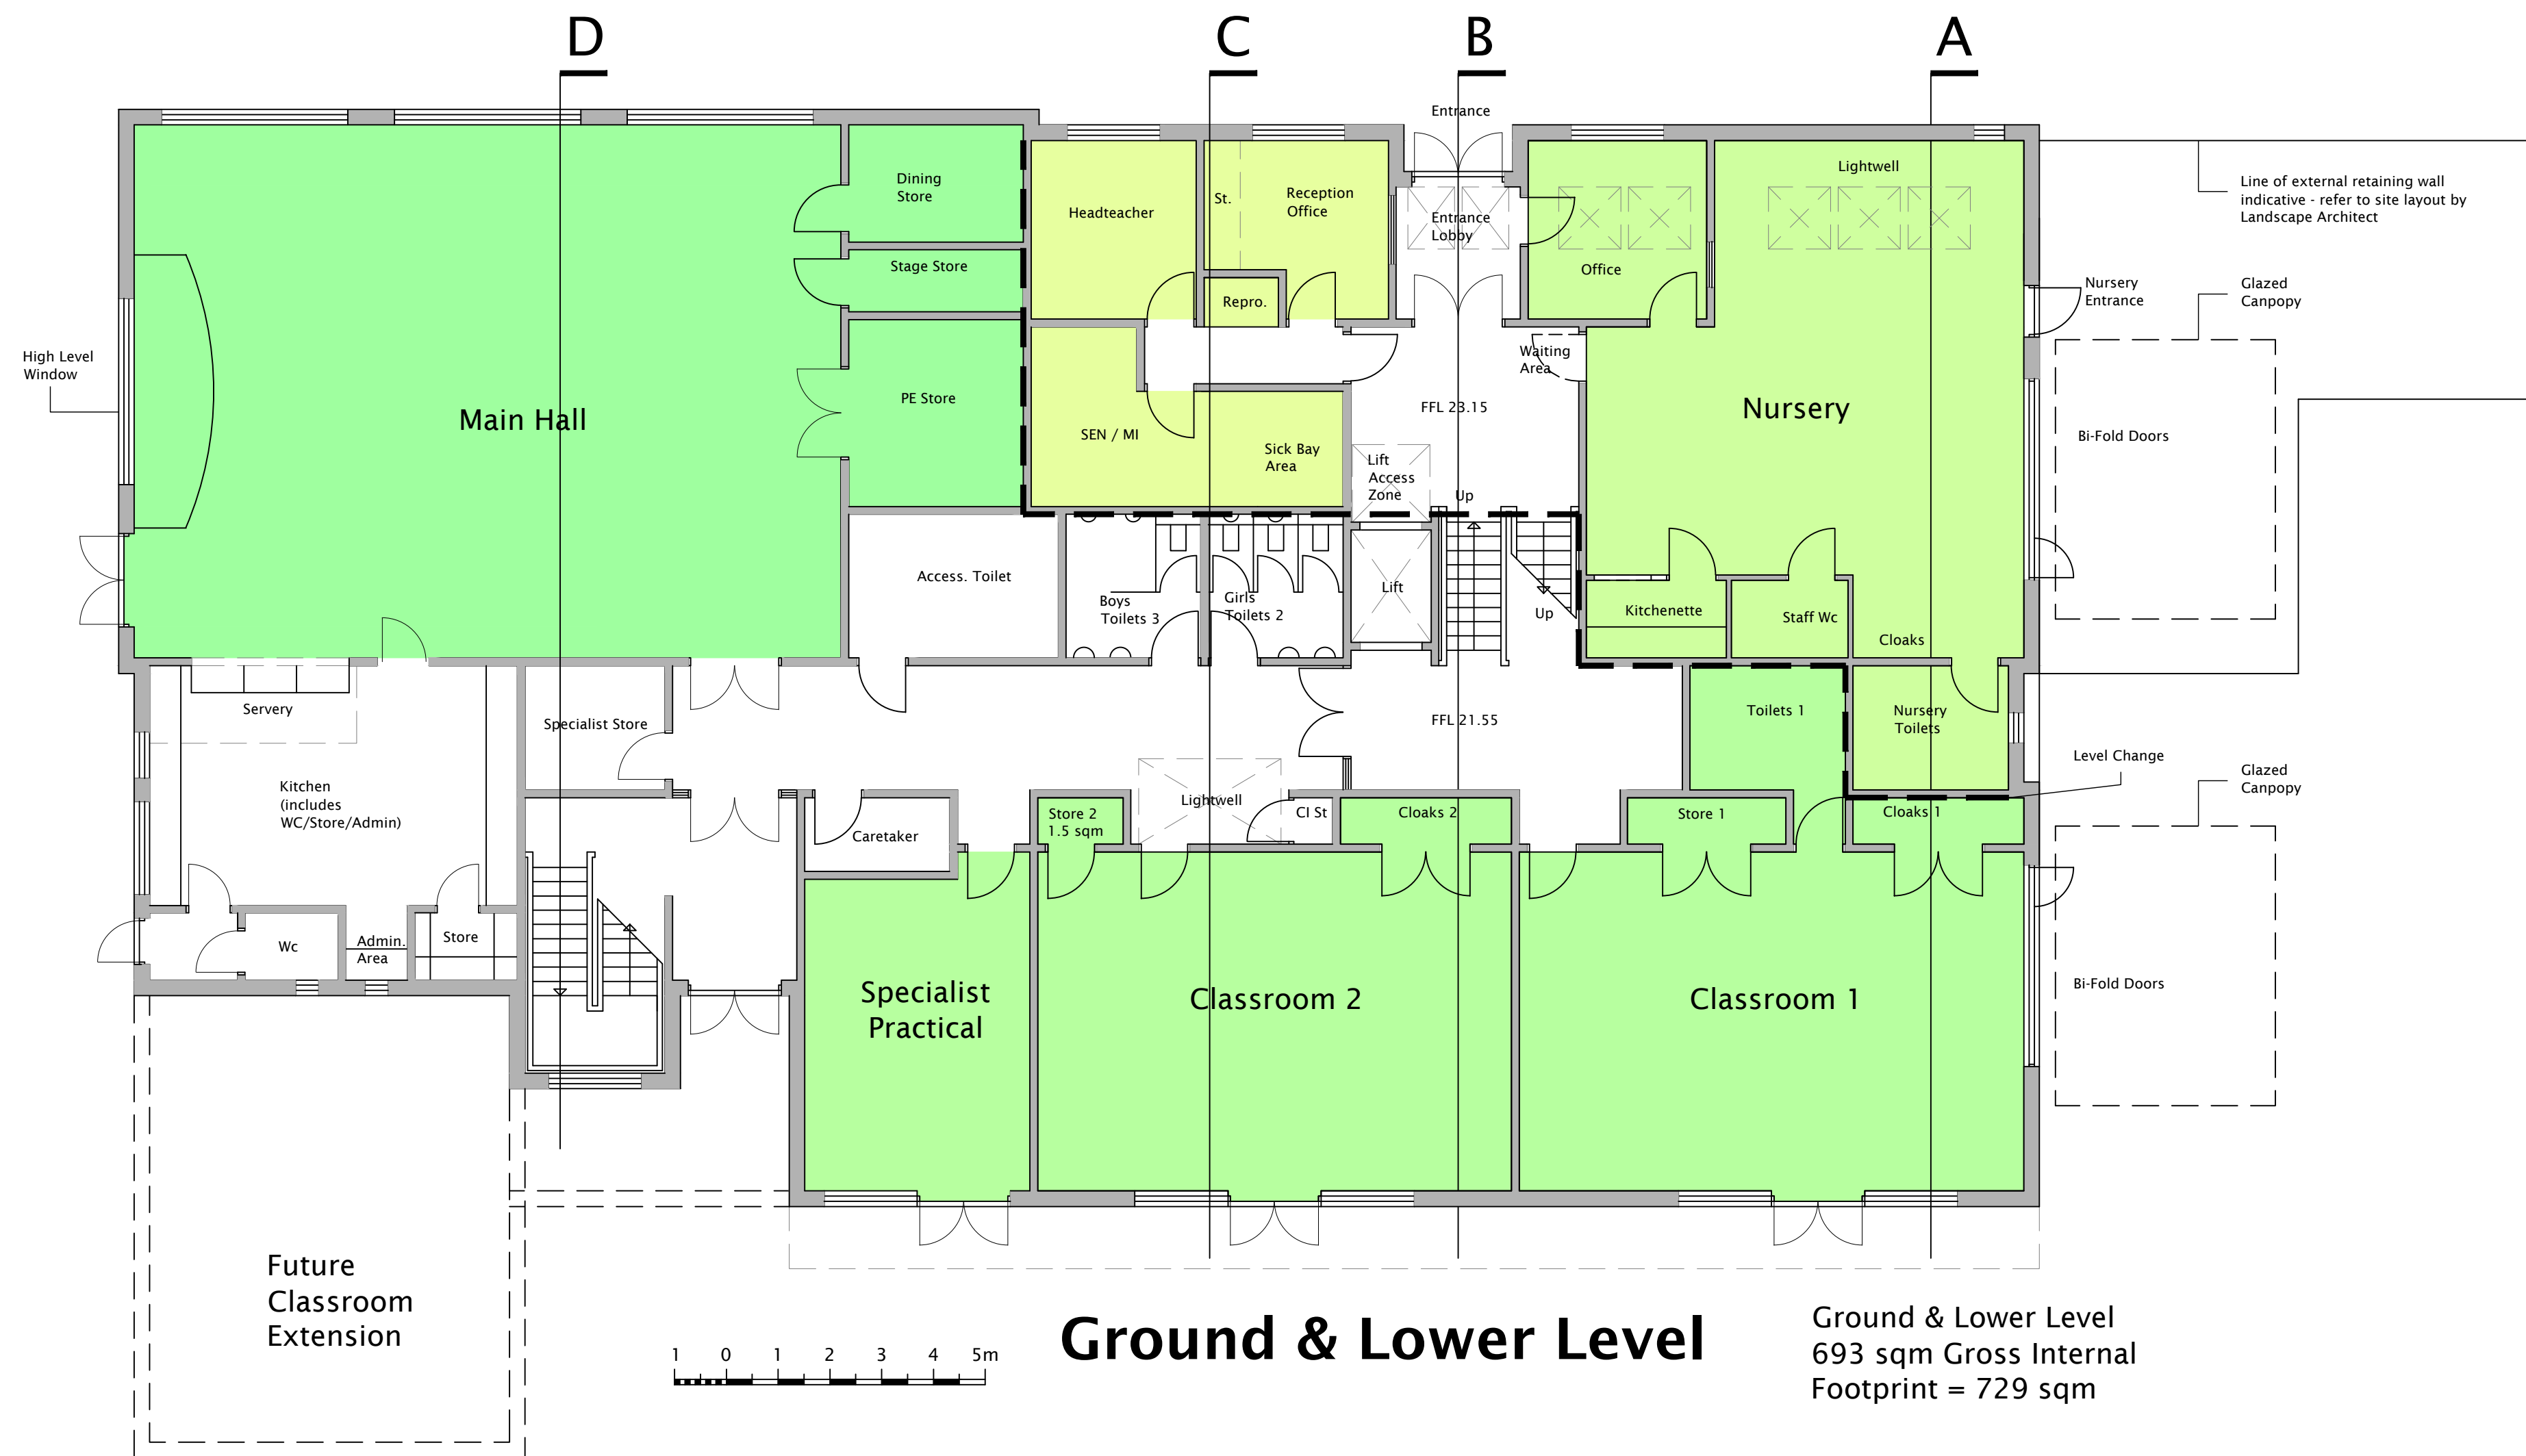 D
C
B
A
Entrance
Lightwell
Line of external retaining wall
indicative - refer to site layout by
Landscape Architect
Dining
Store
Headteacher
St.
Reception
Office
Entrance
Lobby
Office
Stage Store
Repro.
Nursery
Entrance
Glazed
Canpopy
High Level
Window
Waiting
Area
Main Hall
PE Store
FFL 23.15
Nursery
Bi-Fold Doors
SEN / MI
Sick Bay
Area
Lift
Access
Zone
Up
Access. Toilet
Boys
Toilets 3
Girls
Toilets 2
Lift
Up
Kitchenette
Staff Wc
Cloaks
Servery
Specialist Store
FFL 21.55
Toilets 1
Nursery
Toilets
Level Change
Glazed
Canpopy
Kitchen
(includes
WC/Store/Admin)
Lightwell
Caretaker
Store 2
1.5 sqm
Cl St
Cloaks 2
Store 1
Cloaks 1
Wc
Admin.
Area
Store
Specialist
Practical
Classroom 2
Classroom 1
Bi-Fold Doors
Future
Classroom
Extension
1 0 1 2 3 4 5m
Ground & Lower Level
Ground & Lower Level
693 sqm Gross Internal
Footprint = 729 sqm